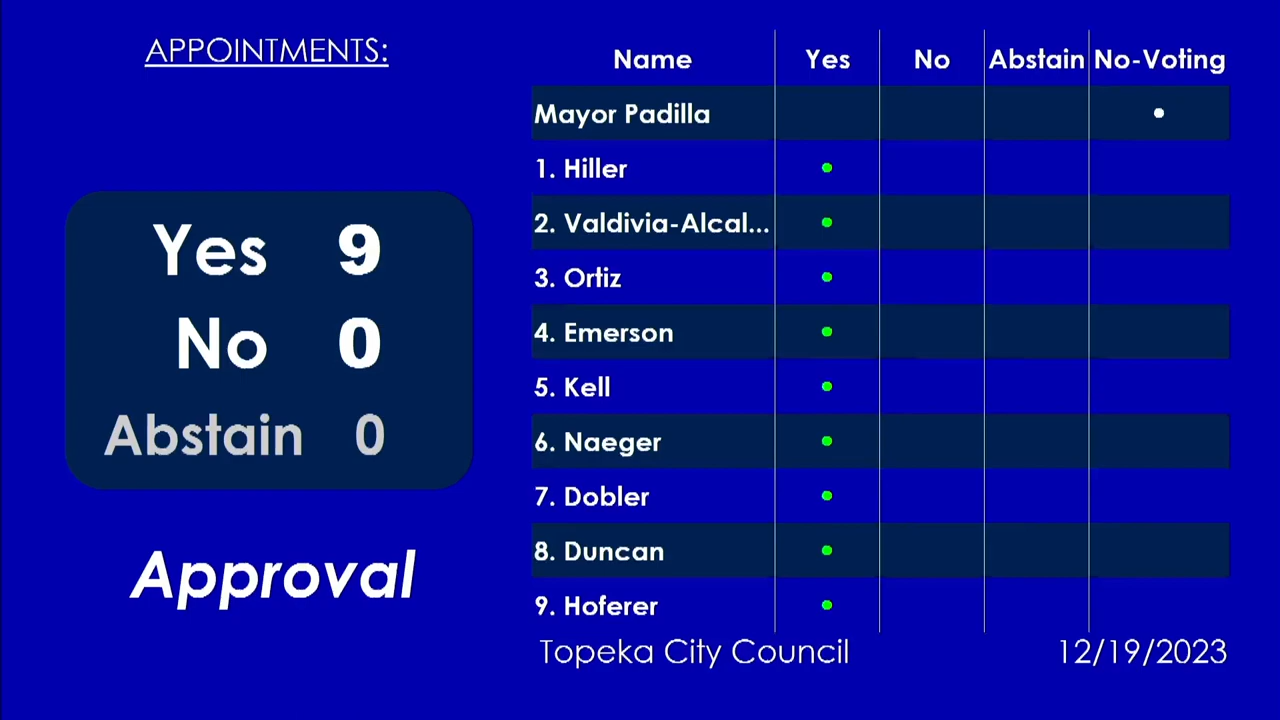 APPOINTMENTS:
Yes 9
No 0
Abstain 0
Approval
Name Yes No Abstain No-Voting
Mayor Padilla
1. Hiller
2. Valdivia-Alcal...
3. Ortiz
4. Emerson
5. Kell
6. Naeger
7. Dobler
8. Duncan
9. Hoferer
Topeka City Council 12/19/2023